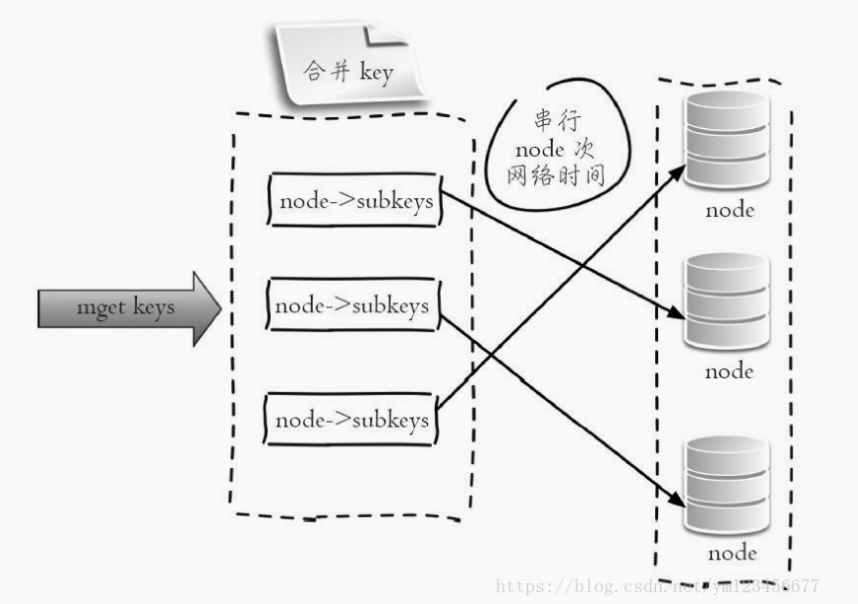 合并 key
串行
node 次
网络时间
node->subkeys
node
mget keys
node->subkeys
node
node->subkeys
node
https://blog.csdn.net/ym123456677